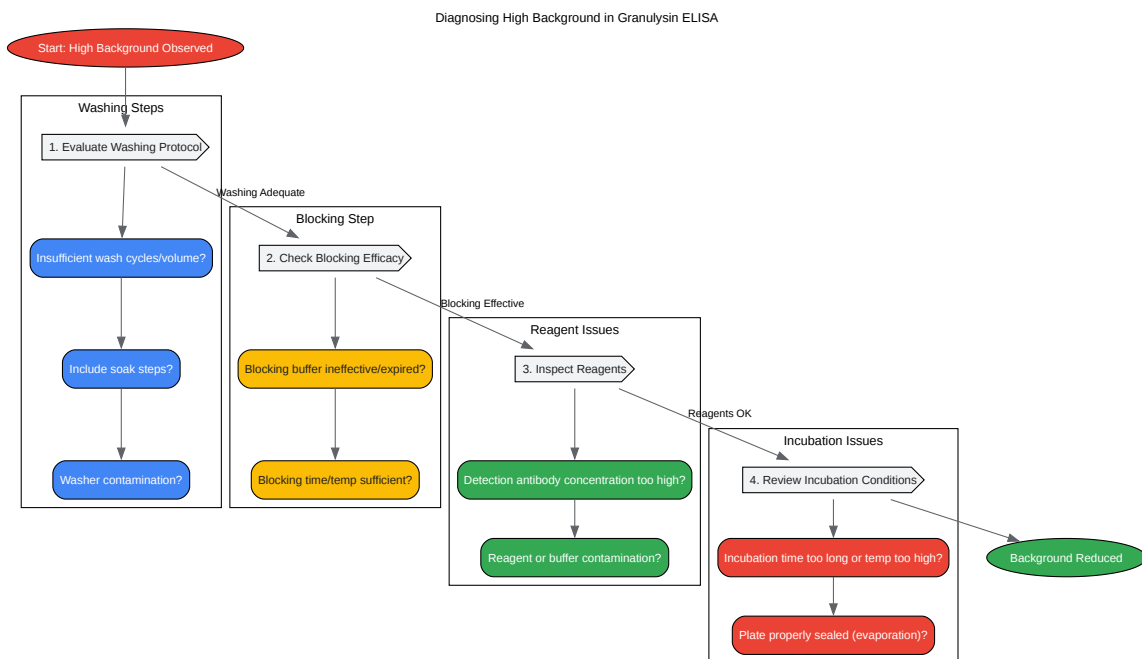 Diagnosing High Background in Granulysin ELISA
Start: High Background Observed
Washing Steps
1. Evaluate Washing Protocol
Washing Adequate
Insufficient wash cycles/volume?
Include soak steps?
Washer contamination?
Blocking Step
2. Check Blocking Efficacy
Blocking Effective
Blocking buffer ineffective/expired?
Blocking time/temp sufficient?
Reagent Issues
3. Inspect Reagents
Reagents OK
Detection antibody concentration too high?
Reagent or buffer contamination?
Incubation Issues
4. Review Incubation Conditions
Incubation time too long or temp too high?
Plate properly sealed (evaporation)?
Background Reduced